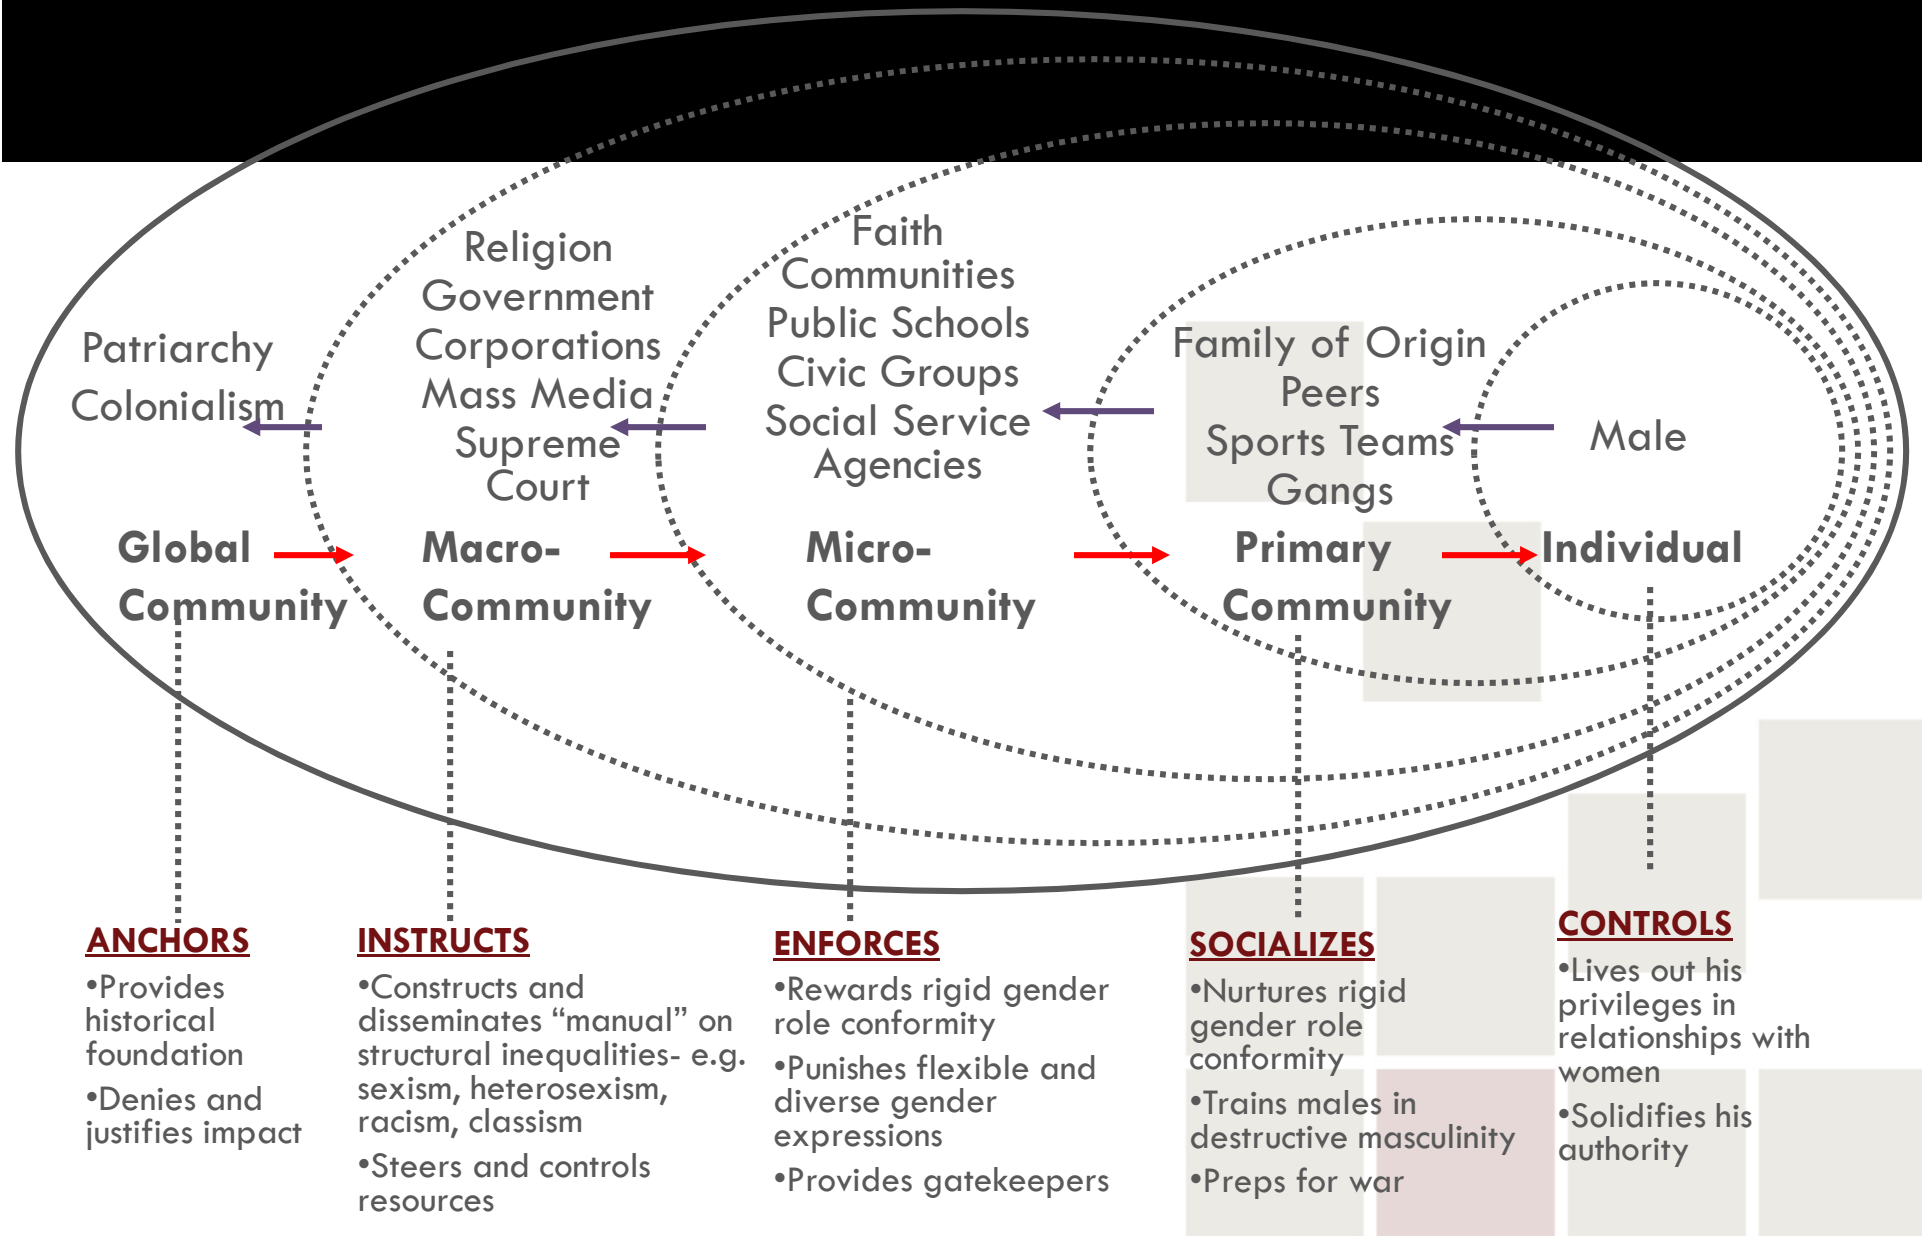 Patriarchy
Colonialism
Religion
Government
Corporations
Mass Media
Supreme
Court
Faith
Communities
Public Schools
Civic Groups
Social Service
Agencies
Family of Origin
Peers
Sports Teams
Gangs
Male
Global
Community
Macro-
Community
Micro-
Community
Primary
Community
Individual
ANCHORS
•Provides
historical
foundation
•Denies and
justifies impact
INSTRUCTS
•Constructs and
disseminates “manual” on
structural inequalities- e.g.
sexism, heterosexism,
racism, classism
•Steers and controls
resources
ENFORCES
•Rewards rigid gender
role conformity
•Punishes flexible and
diverse gender
expressions
•Provides gatekeepers
SOCIALIZES
•Nurtures rigid
gender role
conformity
•Trains males in
destructive masculinity
•Preps for war
CONTROLS
•Lives out his
privileges in
relationships with
women
•Solidifies his
authority